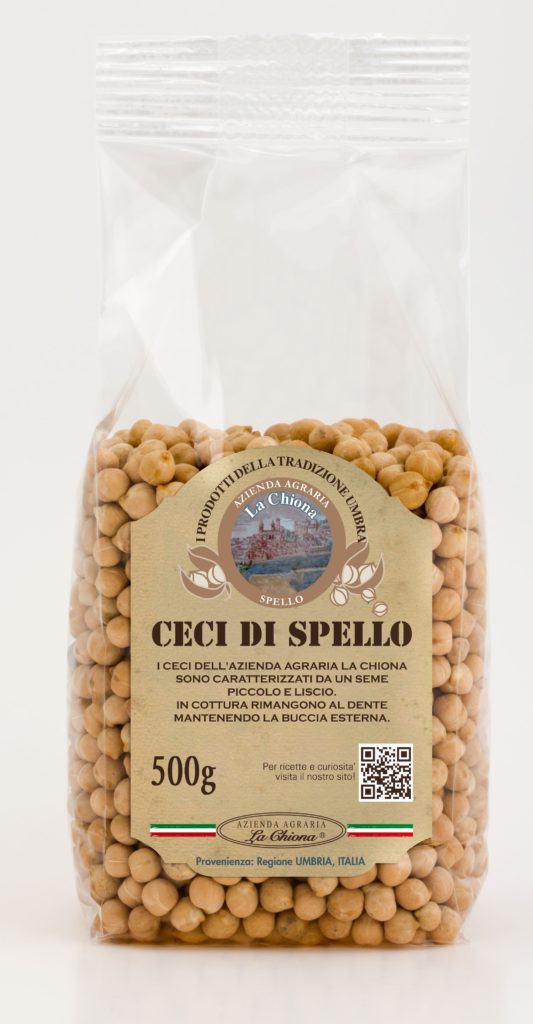 I PRODOTTI DELLA TRADIZIONE UMBRA
AZIENDA AGRARIA
La Chiona
SPELLO
CECI DI SPELLO
I CECI DELL'AZIENDA AGRARIA LA CHIONA
SONO CARATTERIZZATI DA UN SEME
PICCOLO E LISCIO.
IN COTTURA RIMANGONO AL DENTE
MANTENENDO LA BUCCIA ESTERNA.
500g
Per ricette e curiosita'
visita il nostro sito!
AZIENDA AGRARIA
La Chiona®
Provenienza: Regione UMBRIA, ITALIA